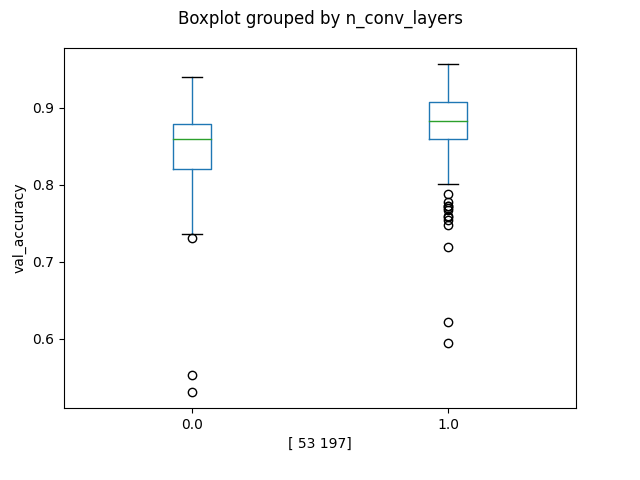 Boxplot grouped by n_conv_layers
val_accuracy
0.9
0.8
0.7
0.6
0.0 1.0
[ 53 197]